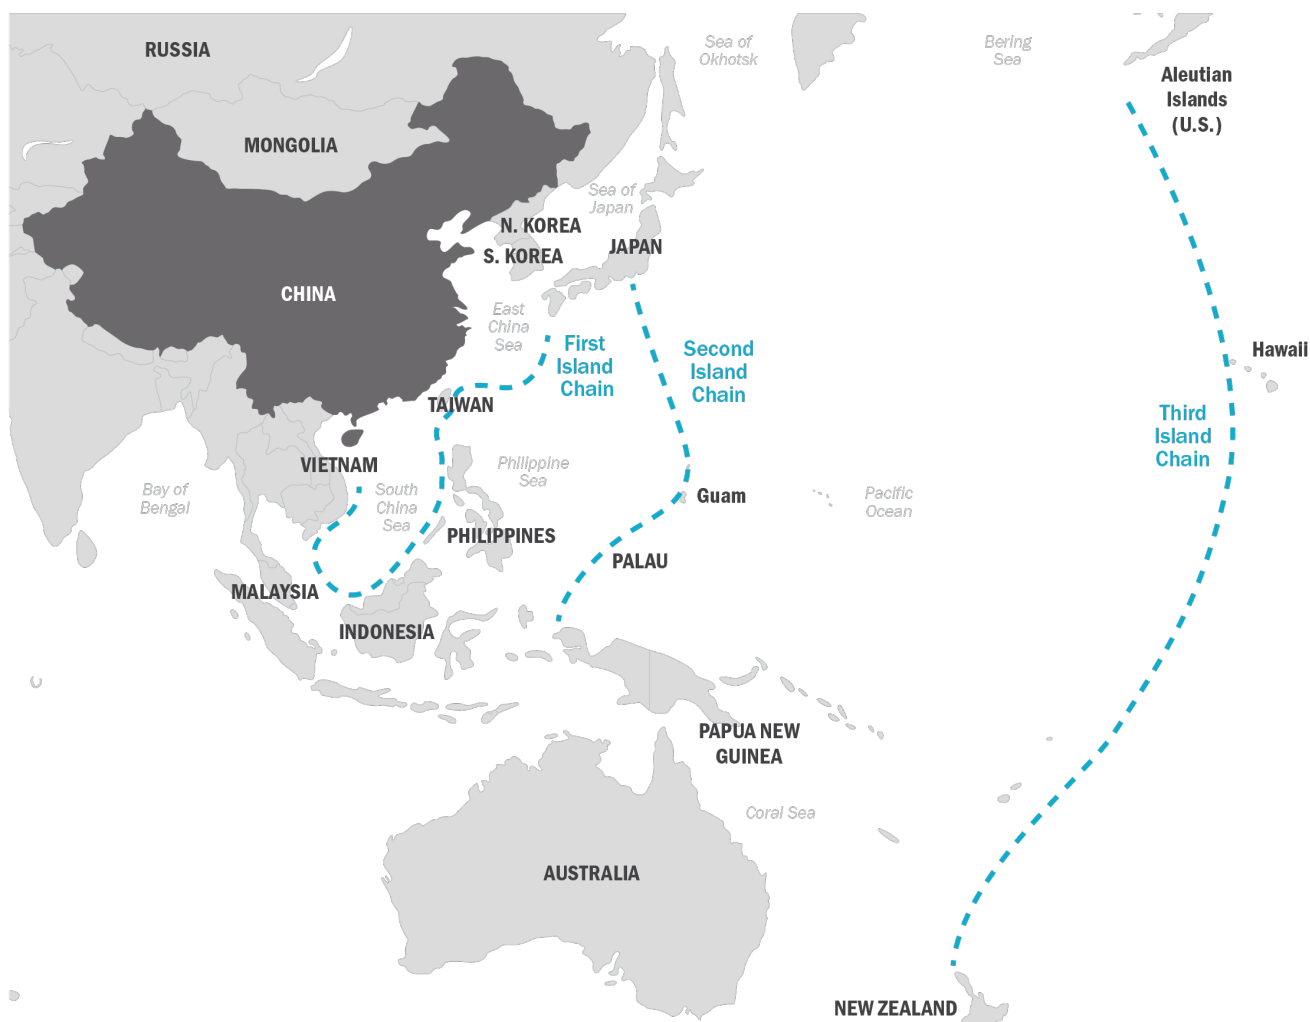 RUSSIA
Sea of
Okhotsk
Bering
Sea
Aleutian
Islands
(U.S.)
MONGOLIA
Sea of
Japan
N. KOREA
S. KOREA
JAPAN
CHINA
East
China
Sea
First
Island
Chain
Second
Island
Chain
Hawaii
TAIWAN
Third
Island
Chain
VIETNAM
Philippine
Sea
Bay of
Bengal
South
China
Sea
Guam
Pacific
Ocean
PHILIPPINES
PALAU
MALAYSIA
INDONESIA
PAPUA NEW
GUINEA
Coral Sea
AUSTRALIA
NEW ZEALAND